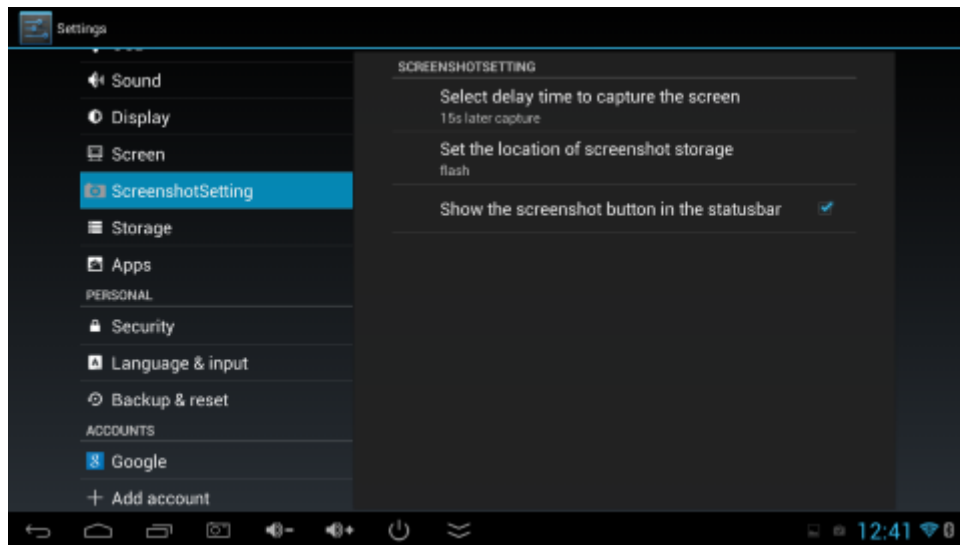 Settings
Sound
Display
Screen
ScreenshotSetting
Storage
Apps
PERSONAL
Security
Language & input
Backup & reset
ACCOUNTS
Google
Add account
SCREENSHOTSETTING
Select delay time to capture the screen
15s later capture
Set the location of screenshot storage
flash
Show the screenshot button in the statusbar
12:41